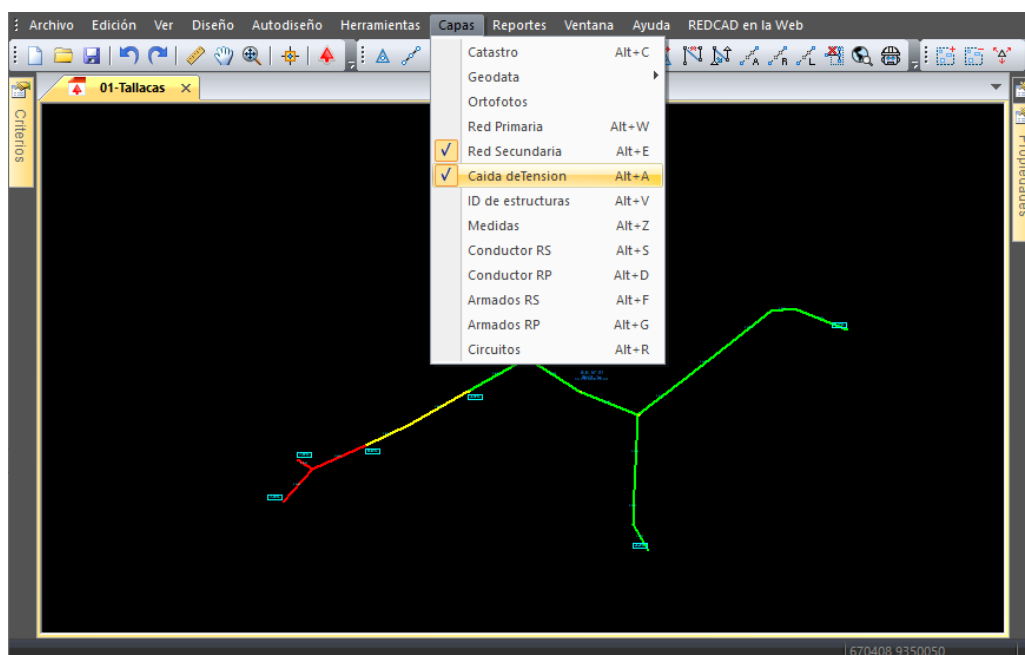 Archivo Edición Ver Diseño Autodiseño Herramientas Capas Reportes Ventana Ayuda REDCAD en la Web
01-Tallacas
Criterios
Propiedades
Catastro Alt+C
Geodata
Ortofotos
Red Primaria Alt+W
Red Secundaria Alt+E
Caida deTension Alt+A
ID de estructuras Alt+V
Medidas Alt+Z
Conductor RS Alt+S
Conductor RP Alt+D
Armados RS Alt+F
Armados RP Alt+G
Circuitos Alt+R
670408 9350050